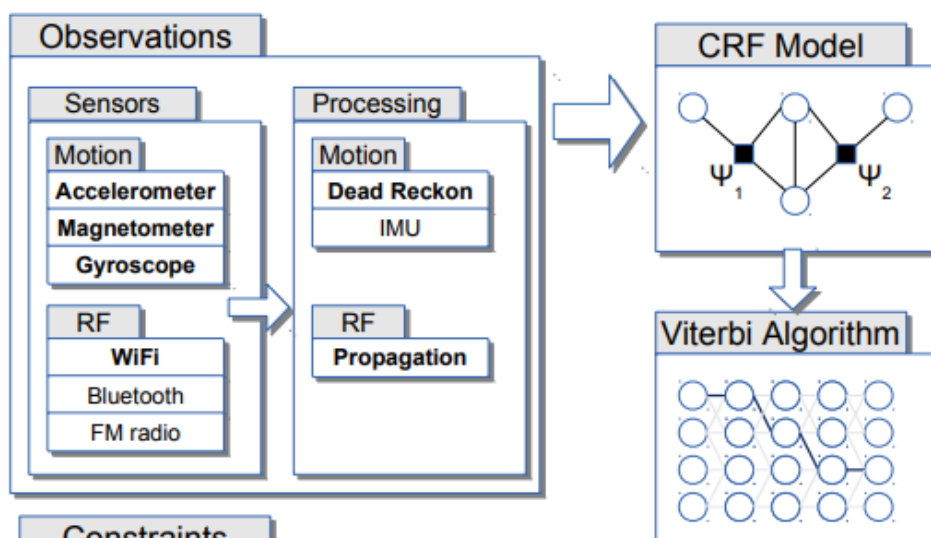 Observations
Sensors
Motion
Accelerometer
Magnetometer
Gyroscope
RF
WiFi
Bluetooth
FM radio
Processing
Motion
Dead Reckon
IMU
RF
Propagation
CRF Model
Ψ1
Ψ2
Viterbi Algorithm
Constraints